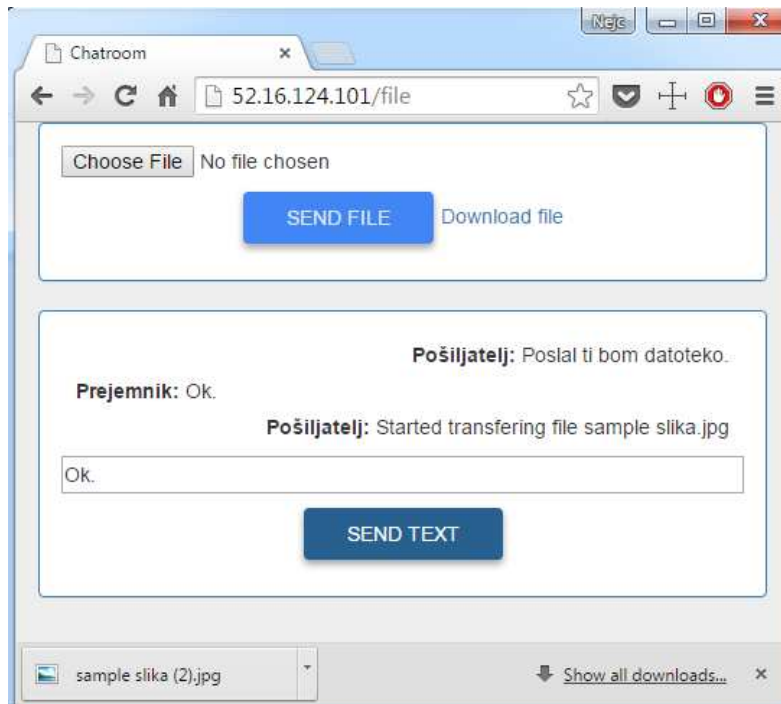 Nejc
Chatroom
52.16.124.101/file
Choose File No file chosen
SEND FILE Download file
Pošiljatelj: Poslal ti bom datoteko.
Prejemnik: Ok.
Pošiljatelj: Started transfering file sample slika.jpg
Ok.
SEND TEXT
sample slika (2).jpg
Show all downloads...